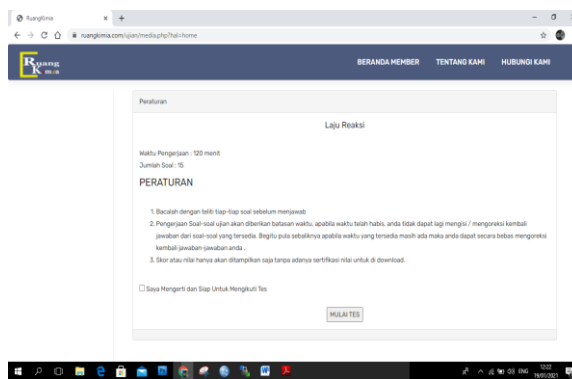 RuangKimia
ruangkimia.com/ujian/media.php?hal=home
Ruang
Kimia
BERANDA MEMBER TENTANG KAMI HUBUNGI KAMI
Peraturan
Laju Reaksi
Waktu Pengerjaan : 120 menit
Jumlah Soal : 15
PERATURAN
1. Bacalah dengan teliti tiap-tiap soal sebelum menjawab
2. Pengerjaan Soal-soal ujian akan diberikan batasan waktu, apabila waktu telah habis, anda tidak dapat lagi mengisi / mengoreksi kembali
jawaban dari soal-soal yang tersedia. Begitu pula sebaliknya apabila waktu yang tersedia masih ada maka anda dapat secara bebas mengoreksi
kembali jawaban-jawaban anda .
3. Skor atau nilai hanya akan ditampilkan saja tanpa adanya sertifikasi nilai untuk di download.
Saya Mengerti dan Siap Untuk Mengikuti Tes
MULAI TES
ENG
12:22
19/01/2021